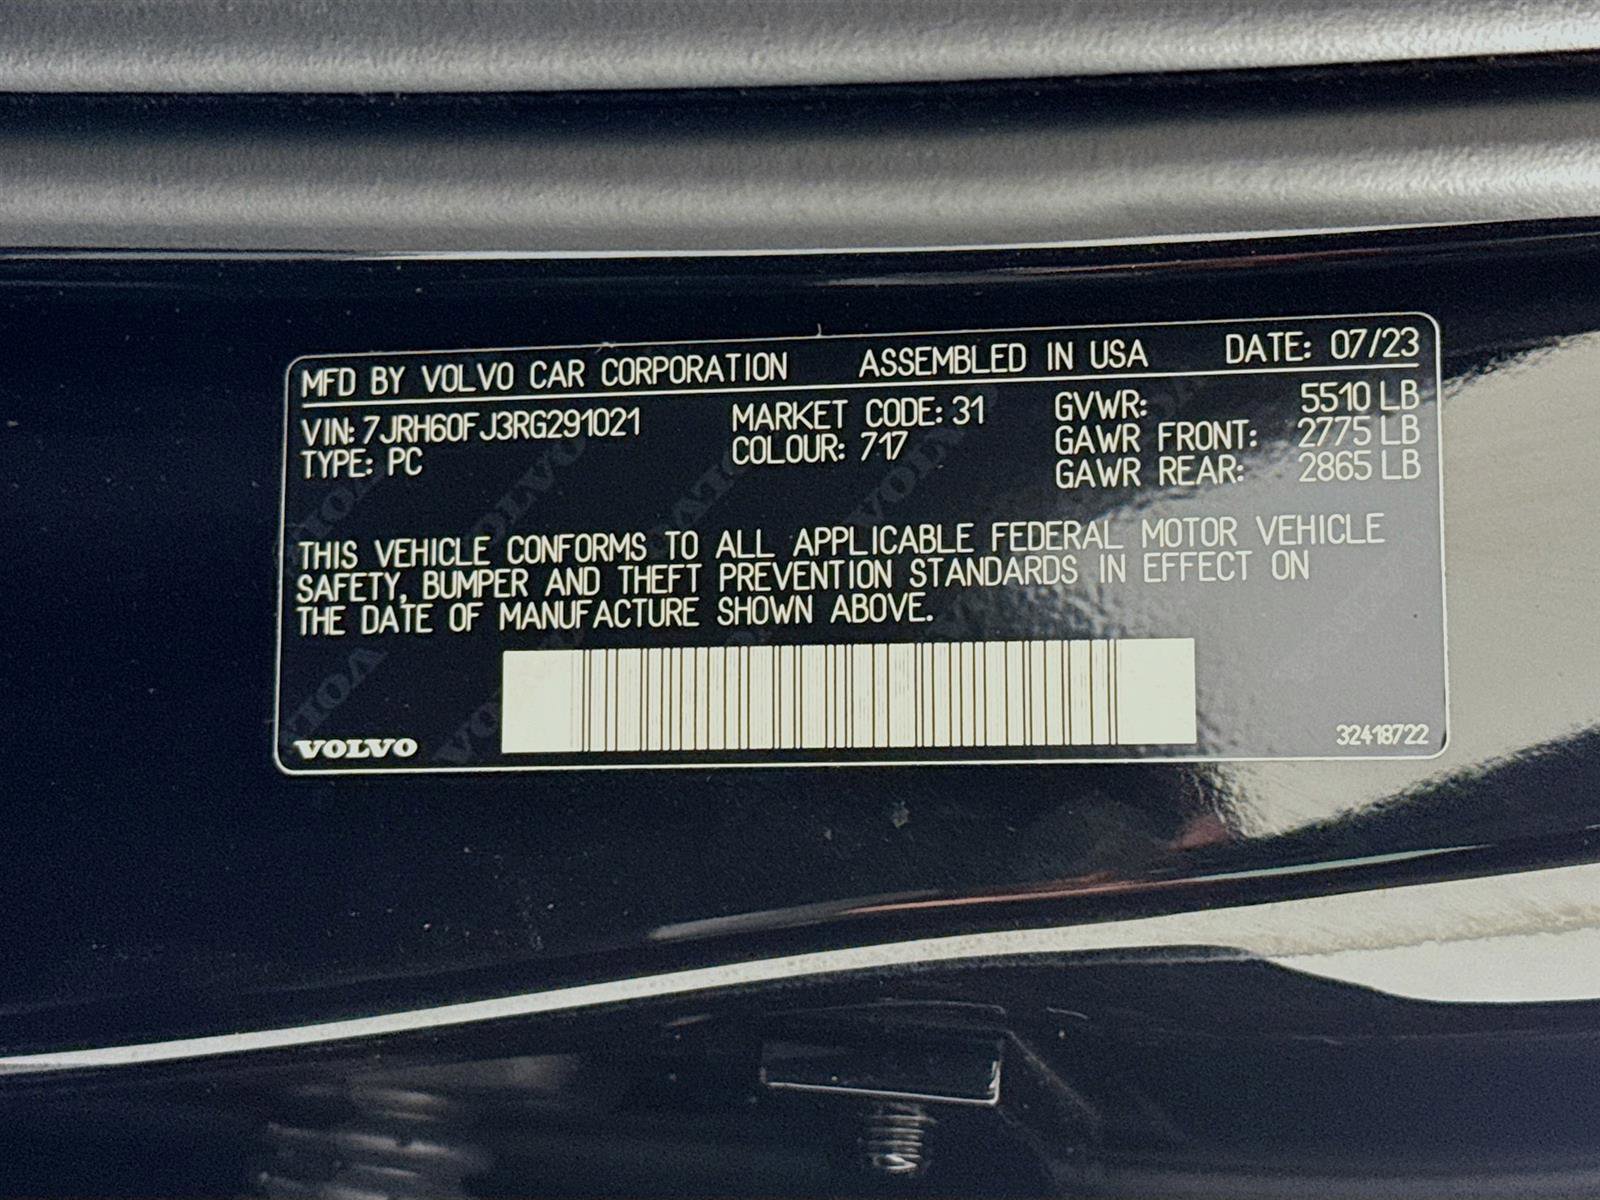 MFD BY VOLVO CAR CORPORATION ASSEMBLED IN USA DATE: 07/23
VIN: 7JRH60FJ3RG291021 MARKET CODE: 31 GVWR: 5510 LB
TYPE: PC COLOUR: 717 GAWR FRONT: 2775 LB
GAWR REAR: 2865 LB
THIS VEHICLE CONFORMS TO ALL APPLICABLE FEDERAL MOTOR VEHICLE
SAFETY, BUMPER AND THEFT PREVENTION STANDARDS IN EFFECT ON
THE DATE OF MANUFACTURE SHOWN ABOVE.
VOLVO 32418722